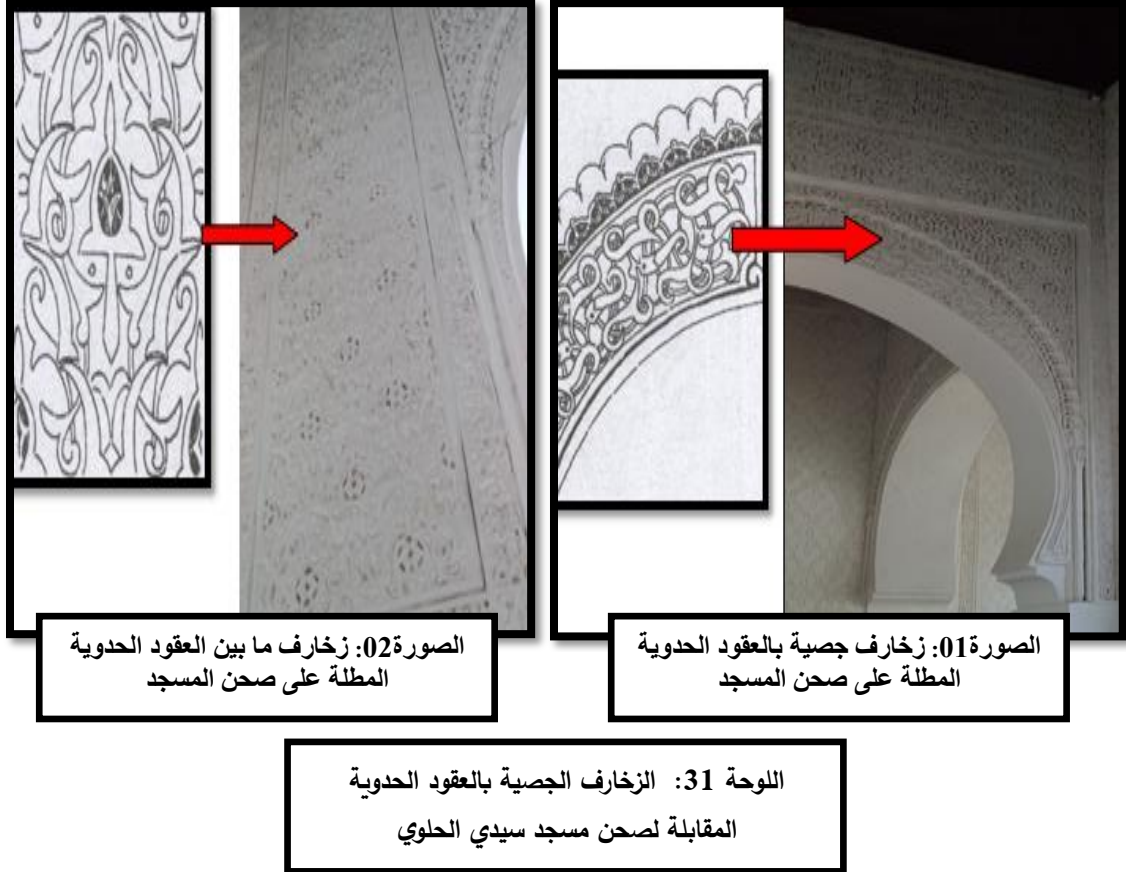 الصورة01: زخارف جصية بالعقود الحدوية
المطلة على صحن المسجد
الصورة02: زخارف ما بين العقود الحدوية
المطلة على صحن المسجد
اللوحة 31: الزخارف الجصية بالعقود الحدوية
المقابلة لصحن مسجد سيدي الحلوي